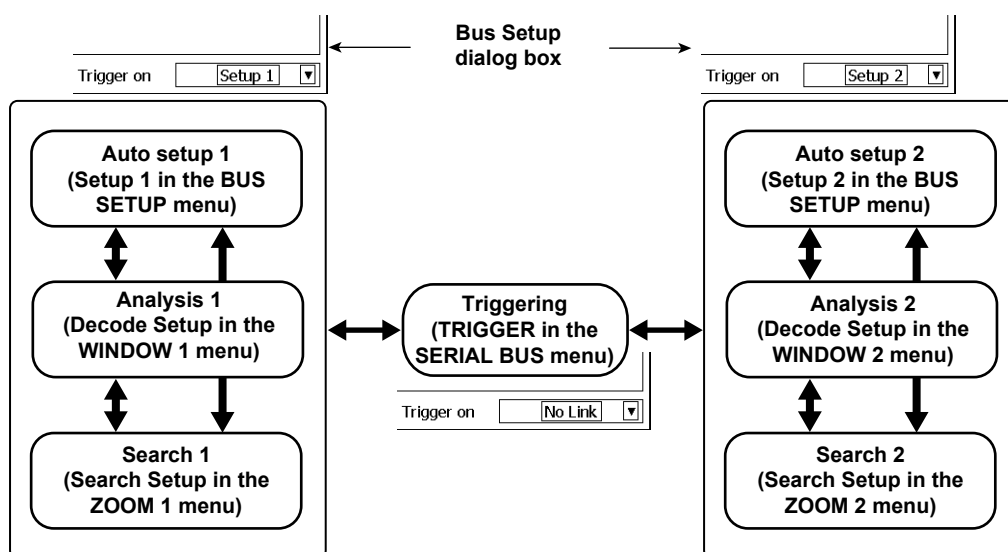 Bus Setup
dialog box
Trigger on Setup 1
Trigger on Setup 2
Auto setup 1
(Setup 1 in the BUS
SETUP menu)
Analysis 1
(Decode Setup in the
WINDOW 1 menu)
Search 1
(Search Setup in the
ZOOM 1 menu)
Triggering
(TRIGGER in the
SERIAL BUS menu)
Trigger on No Link
Auto setup 2
(Setup 2 in the BUS
SETUP menu)
Analysis 2
(Decode Setup in the
WINDOW 2 menu)
Search 2
(Search Setup in the
ZOOM 2 menu)